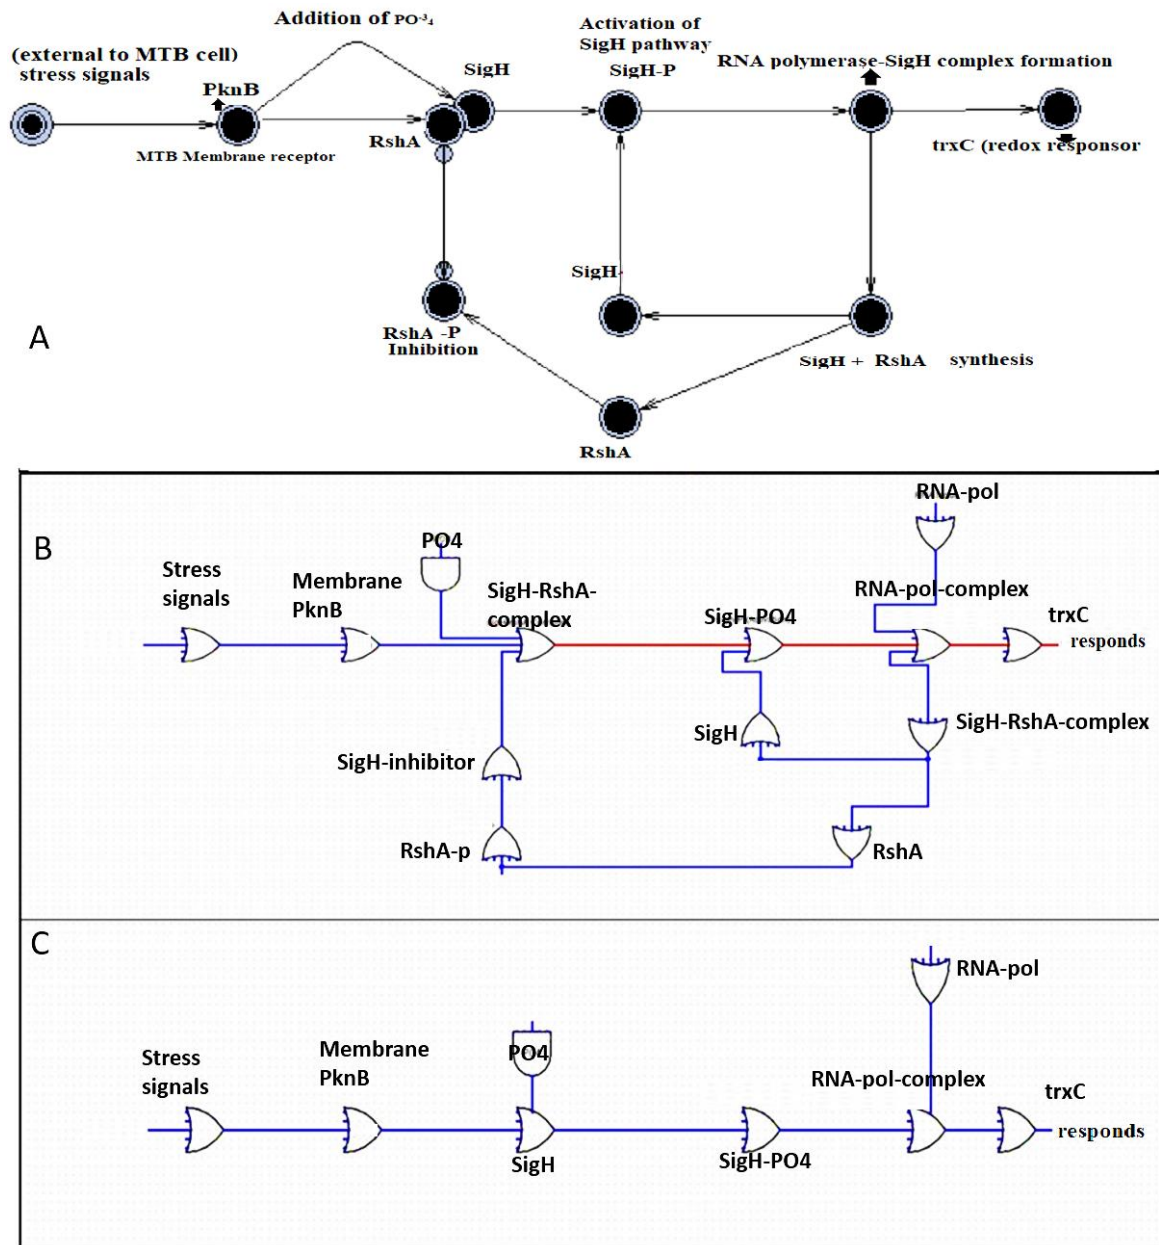 Addition of PO-³₄
(external to MTB cell)
stress signals
PknB
MTB Membrane receptor
SigH
RshA
Activation of
SigH pathway
SigH-P
RNA polymerase-SigH complex formation
trxC (redox responsor
SigH-
RshA -P
Inhibition
SigH + RshA synthesis
RshA
A
B
Stress
signals
Membrane
PknB
PO4
SigH-RshA-
complex
SigH-PO4
RNA-pol
RNA-pol-complex
trxC
responds
SigH-inhibitor
SigH
SigH-RshA-complex
RshA-p
RshA
C
Stress
signals
Membrane
PknB
PO4
SigH
SigH-PO4
RNA-pol
RNA-pol-complex
trxC
responds